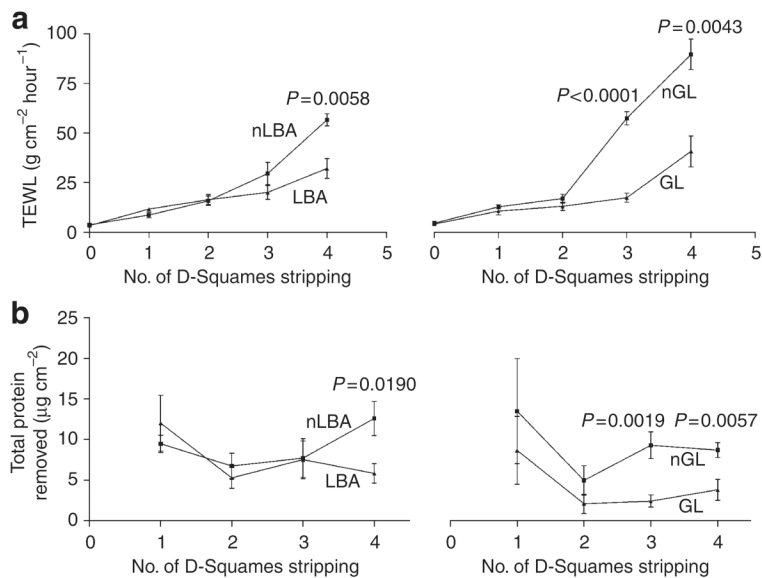 a
TEWL (g cm−2 hour−1)
100
75
50
25
0
P=0.0058
nLBA
LBA
0 1 2 3 4 5
No. of D-Squames stripping
P=0.0043
P<0.0001
nGL
GL
0 1 2 3 4 5
No. of D-Squames stripping
b
Total protein
removed (μg cm−2)
25
20
15
10
5
0
P=0.0190
nLBA
LBA
0 1 2 3 4
No. of D-Squames stripping
P=0.0019 P=0.0057
nGL
GL
0 1 2 3 4
No. of D-Squames stripping